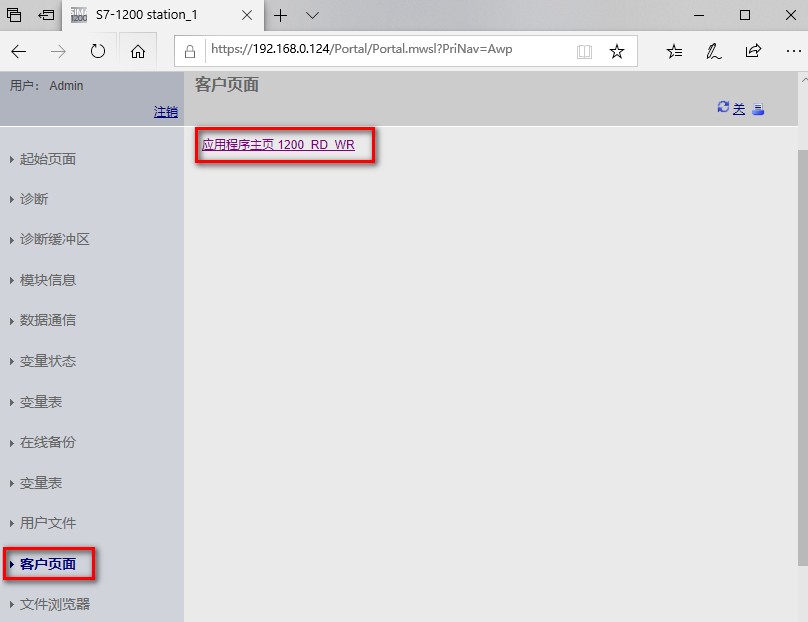 S7-1200 station_1
https://192.168.0.124/Portal/Portal.mwsl?PriNav=Awp
用户： Admin
注销
客户页面
关
应用程序主页 1200_RD_WR
起始页面
诊断
诊断缓冲区
模块信息
数据通信
变量状态
变量表
在线备份
变量表
用户文件
客户页面
文件浏览器